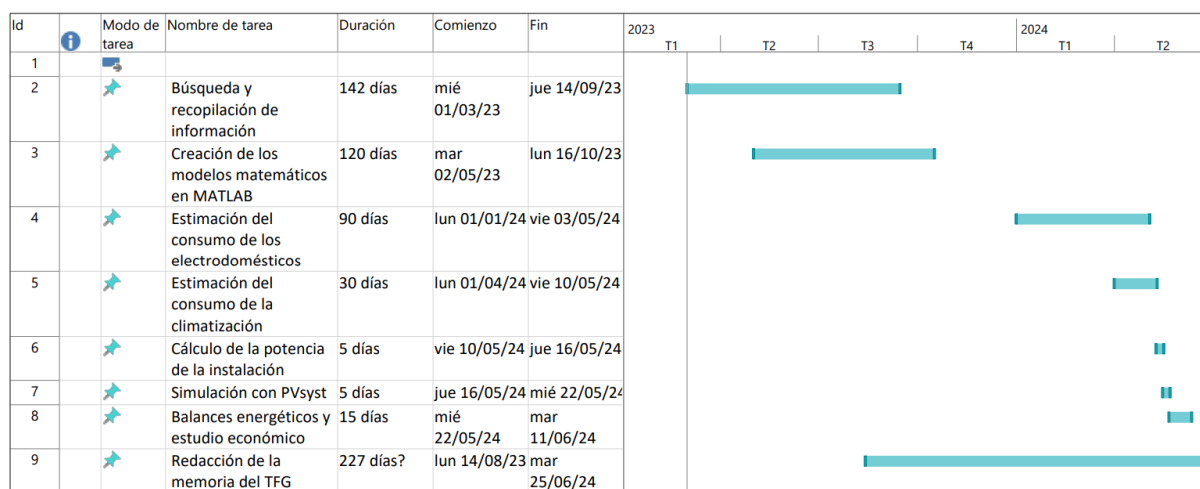 Id
Modo de tarea
Nombre de tarea
Duración
Comienzo
Fin
2023
2024
T1
T2
T3
T4
T1
T2
1
2
Búsqueda y
recopilación de
información
142 días
mié
01/03/23
jue 14/09/23
3
Creación de los
modelos matemáticos
en MATLAB
120 días
mar
02/05/23
lun 16/10/23
4
Estimación del
consumo de los
electrodomésticos
90 días
lun 01/01/24
vie 03/05/24
5
Estimación del
consumo de la
climatización
30 días
lun 01/04/24
vie 10/05/24
6
Cálculo de la potencia
de la instalación
5 días
vie 10/05/24
jue 16/05/24
7
Simulación con PVsyst
5 días
jue 16/05/24
mié 22/05/24
8
Balances energéticos y
estudio económico
15 días
mié
22/05/24
mar
11/06/24
9
Redacción de la
memoria del TFG
227 días?
lun 14/08/23
mar
25/06/24